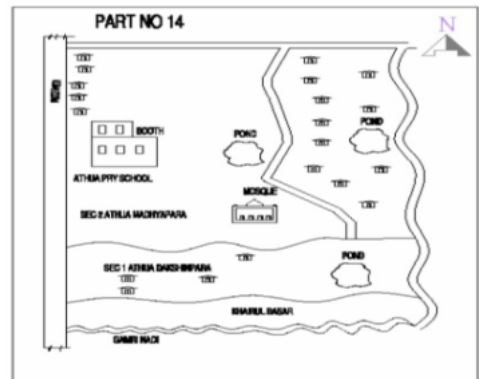 PART NO 14
N
ROAD
BOOTH
POND
POND
ATHUA PRY SCHOOL
MOSQUE
SEC 2 ATHUA MADHYAPARA
SEC 1 ATHUA DAKSHINPARA
POND
KHAIRUL BASAR
GAMRI NADI